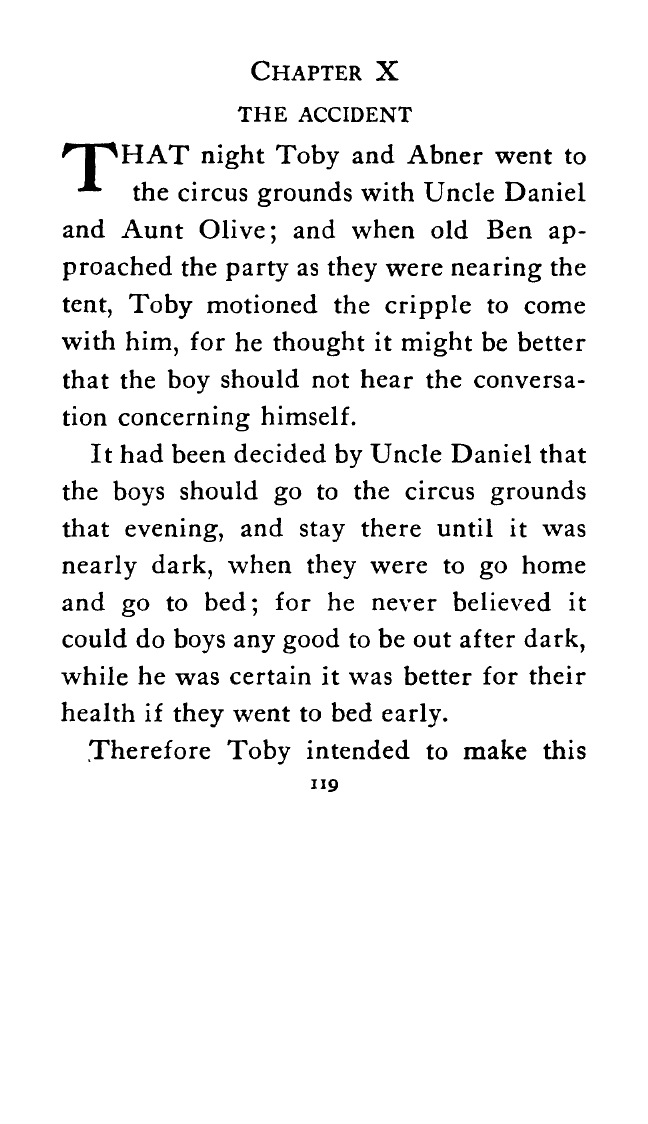 CHAPTER X
THE ACCIDENT
THAT night Toby and Abner went to
the circus grounds with Uncle Daniel
and Aunt Olive; and when old Ben ap-
proached the party as they were nearing the
tent, Toby motioned the cripple to come
with him, for he thought it might be better
that the boy should not hear the conversa-
tion concerning himself.
It had been decided by Uncle Daniel that
the boys should go to the circus grounds
that evening, and stay there until it was
nearly dark, when they were to go home
and go to bed; for he never believed it
could do boys any good to be out after dark,
while he was certain it was better for their
health if they went to bed early.
Therefore Toby intended to make this
119